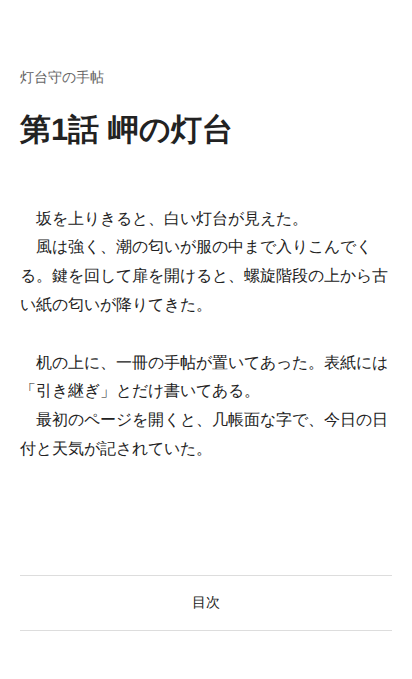 灯台守の手帖
第1話 岬の灯台
　坂を上りきると、白い灯台が見えた。
　風は強く、潮の匂いが服の中まで入りこんでく
る。鍵を回して扉を開けると、螺旋階段の上から古
い紙の匂いが降りてきた。
　机の上に、一冊の手帖が置いてあった。表紙には
「引き継ぎ」とだけ書いてある。
　最初のページを開くと、几帳面な字で、今日の日
付と天気が記されていた。
目次